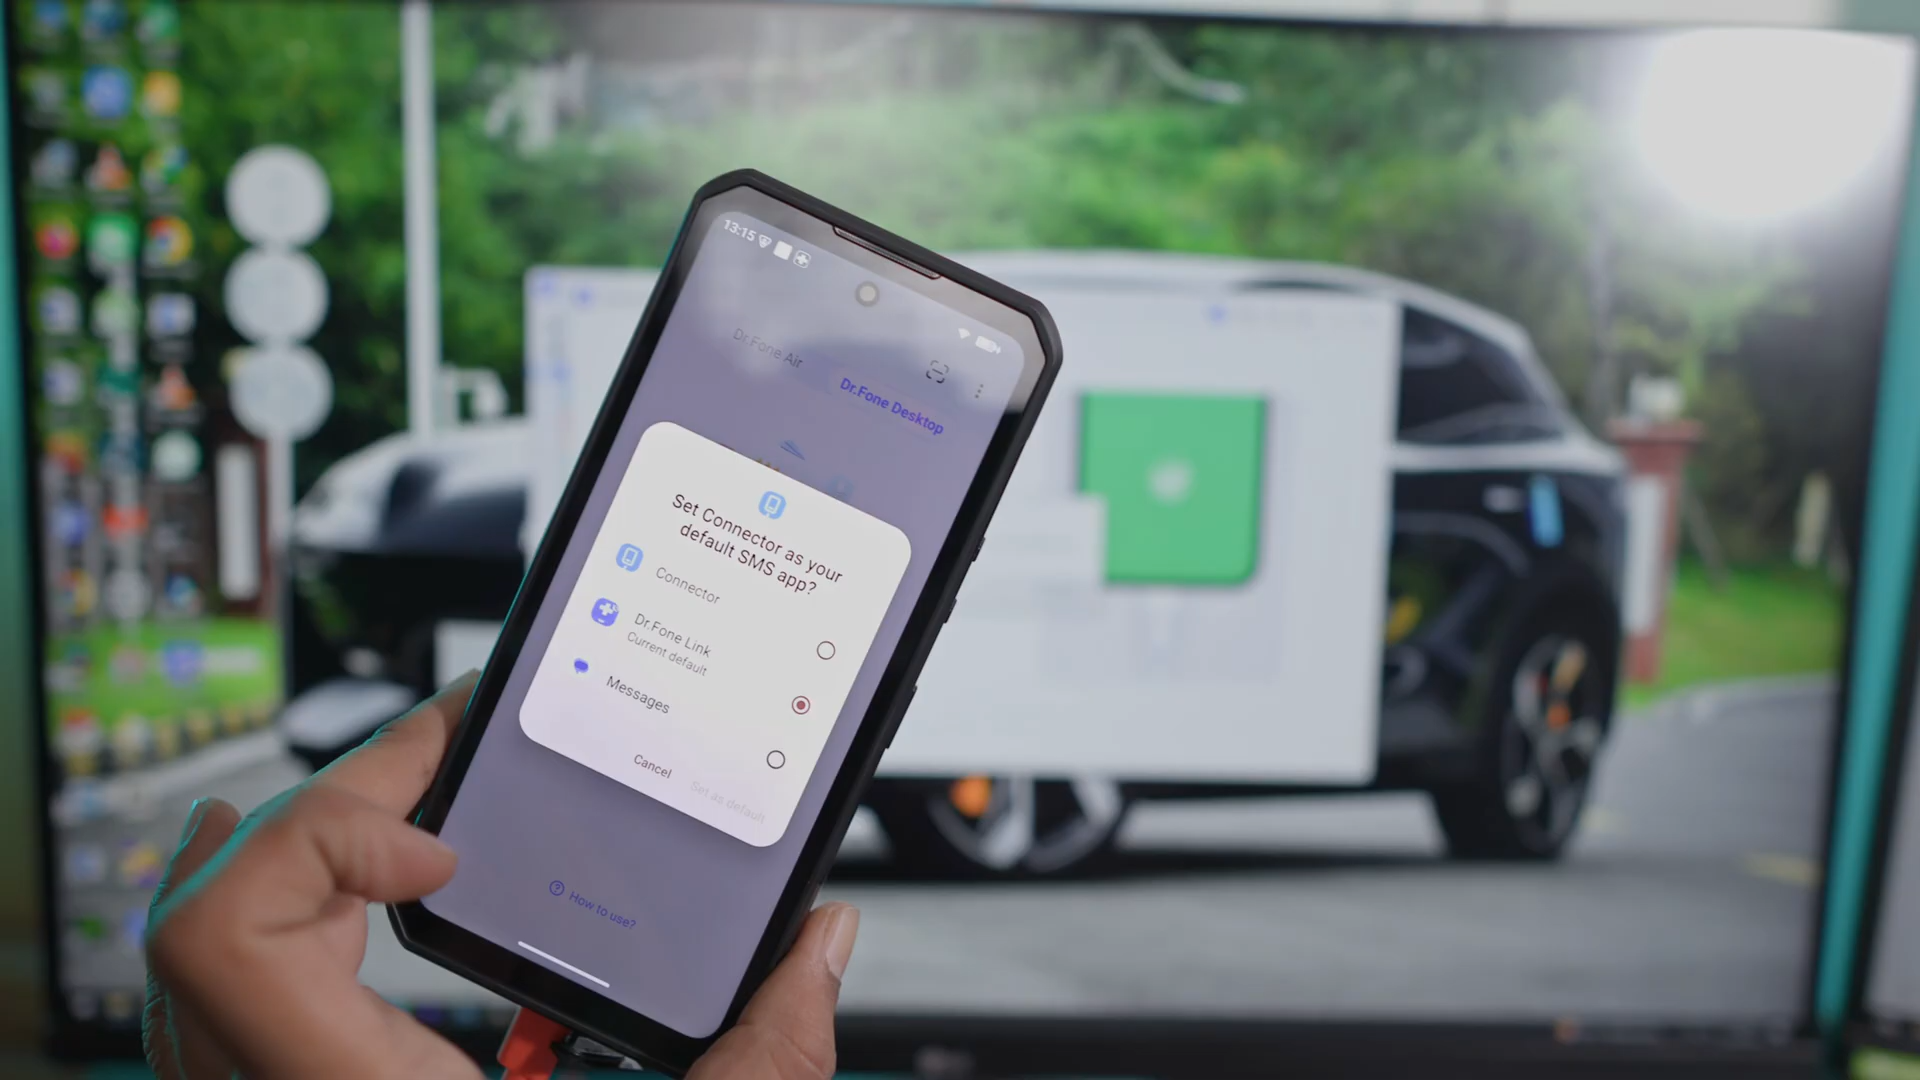 13:15
Dr.Fone Air
Dr.Fone Desktop
Set Connector as your
default SMS app?
Connector
Dr.Fone Link
Current default
Messages
Cancel
Set as default
How to use?